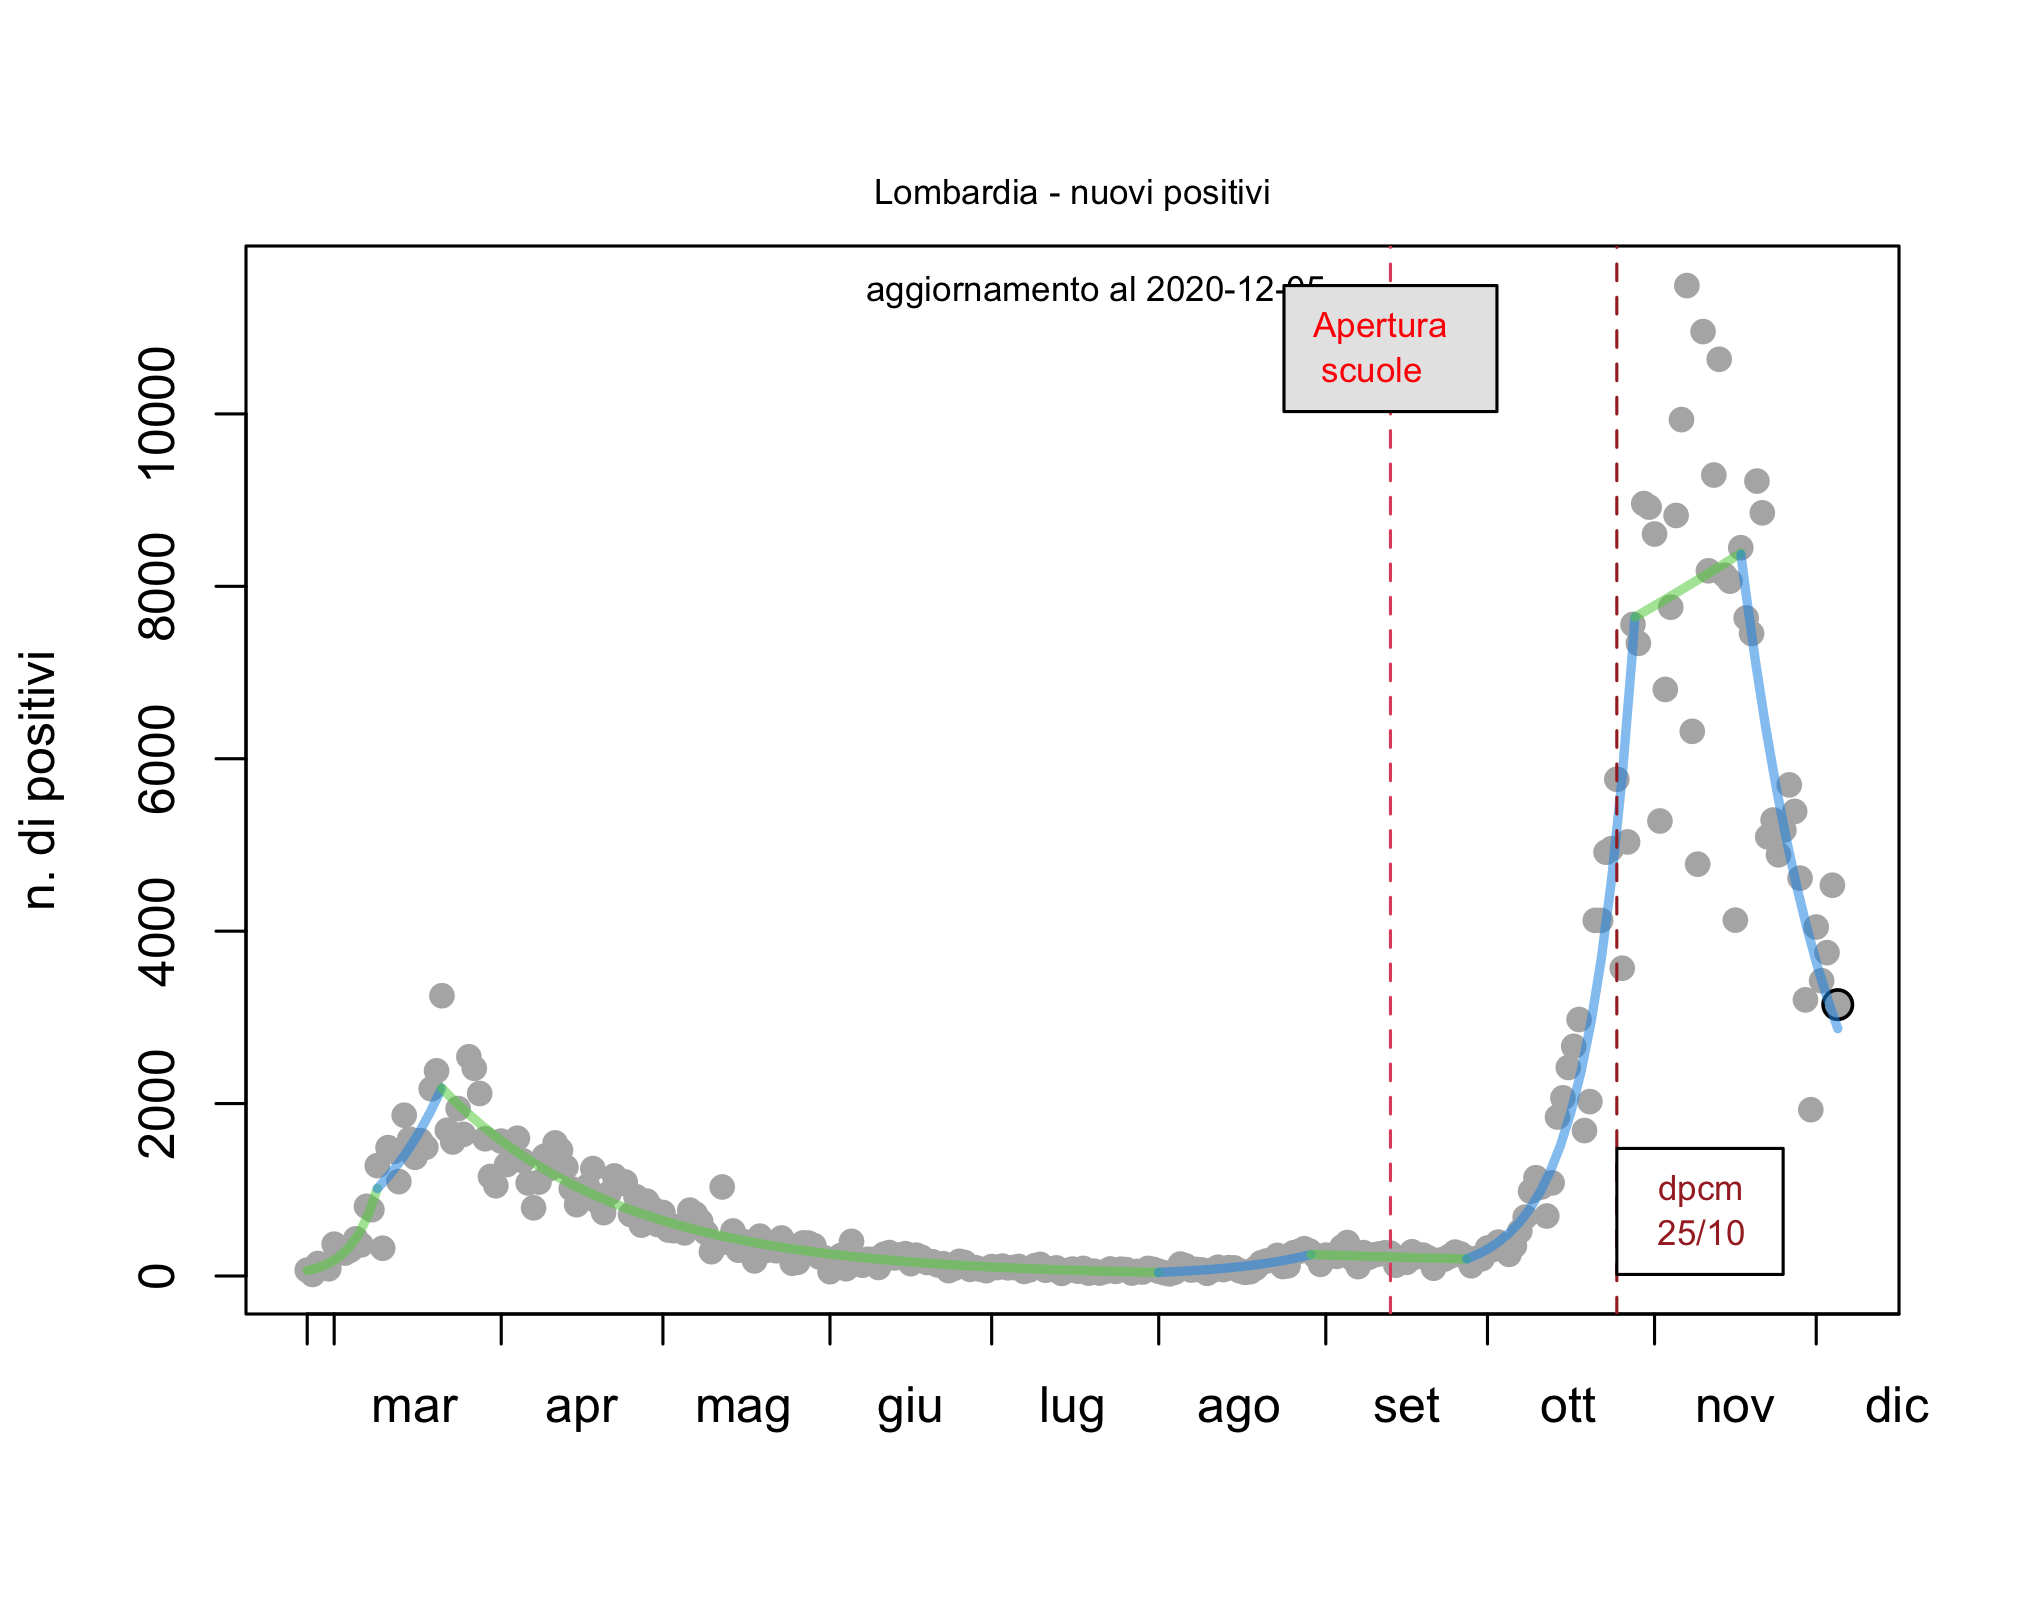 Lombardia - nuovi positivi
aggiornamento al 2020-12-05
Apertura
scuole
10000
8000
6000
4000
2000
0
n. di positivi
dpcm
25/10
mar apr mag giu lug ago set ott nov dic